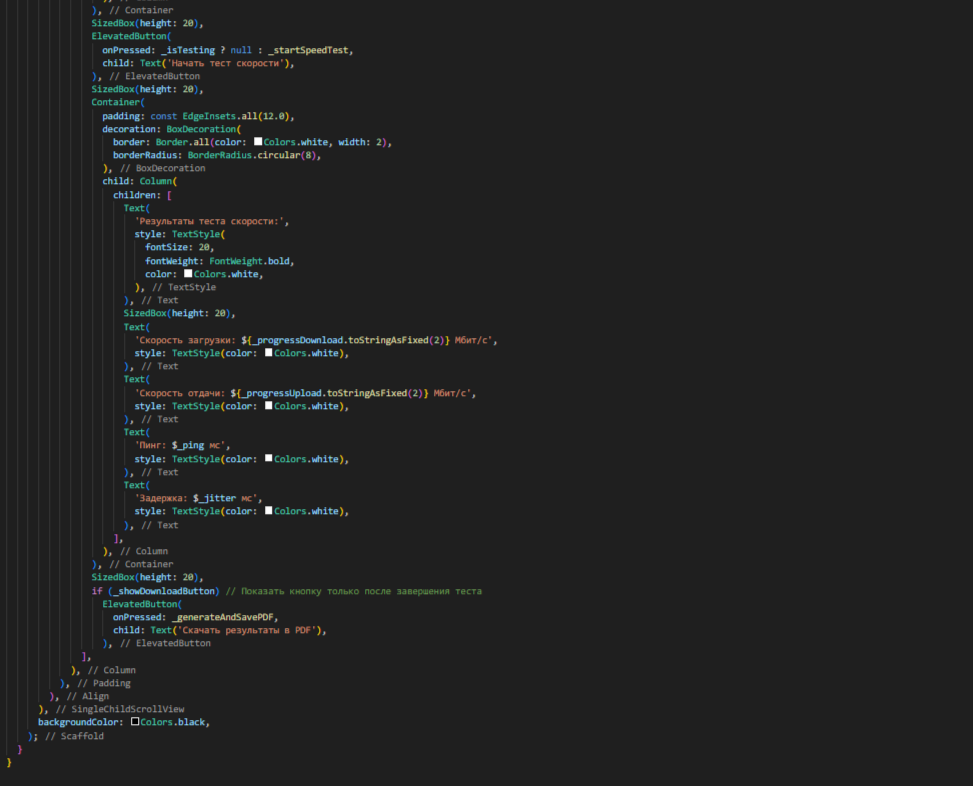 ), // Container
SizedBox(height: 20),
ElevatedButton(
onPressed: _isTesting ? null : _startSpeedTest,
child: Text('Начать тест скорости'),
), // ElevatedButton
SizedBox(height: 20),
Container(
padding: const EdgeInsets.all(12.0),
decoration: BoxDecoration(
border: Border.all(color: Colors.white, width: 2),
borderRadius: BorderRadius.circular(8),
), // BoxDecoration
child: Column(
children: [
Text(
'Результаты теста скорости:',
style: TextStyle(
fontSize: 20,
fontWeight: FontWeight.bold,
color: Colors.white,
), // TextStyle
), // Text
SizedBox(height: 20),
Text(
'Скорость загрузки: ${_progressDownload.toStringAsFixed(2)} Мбит/с',
style: TextStyle(color: Colors.white),
), // Text
Text(
'Скорость отдачи: ${_progressUpload.toStringAsFixed(2)} Мбит/с',
style: TextStyle(color: Colors.white),
), // Text
Text(
'Пинг: $_ping мс',
style: TextStyle(color: Colors.white),
), // Text
Text(
'Задержка: $_jitter мс',
style: TextStyle(color: Colors.white),
), // Text
],
), // Column
), // Container
SizedBox(height: 20),
if (_showDownloadButton) // Показать кнопку только после завершения теста
ElevatedButton(
onPressed: _generateAndSavePDF,
child: Text('Скачать результаты в PDF'),
), // ElevatedButton
],
), // Column
), // Padding
), // Align
), // SingleChildScrollView
backgroundColor: Colors.black,
); // Scaffold
}
}